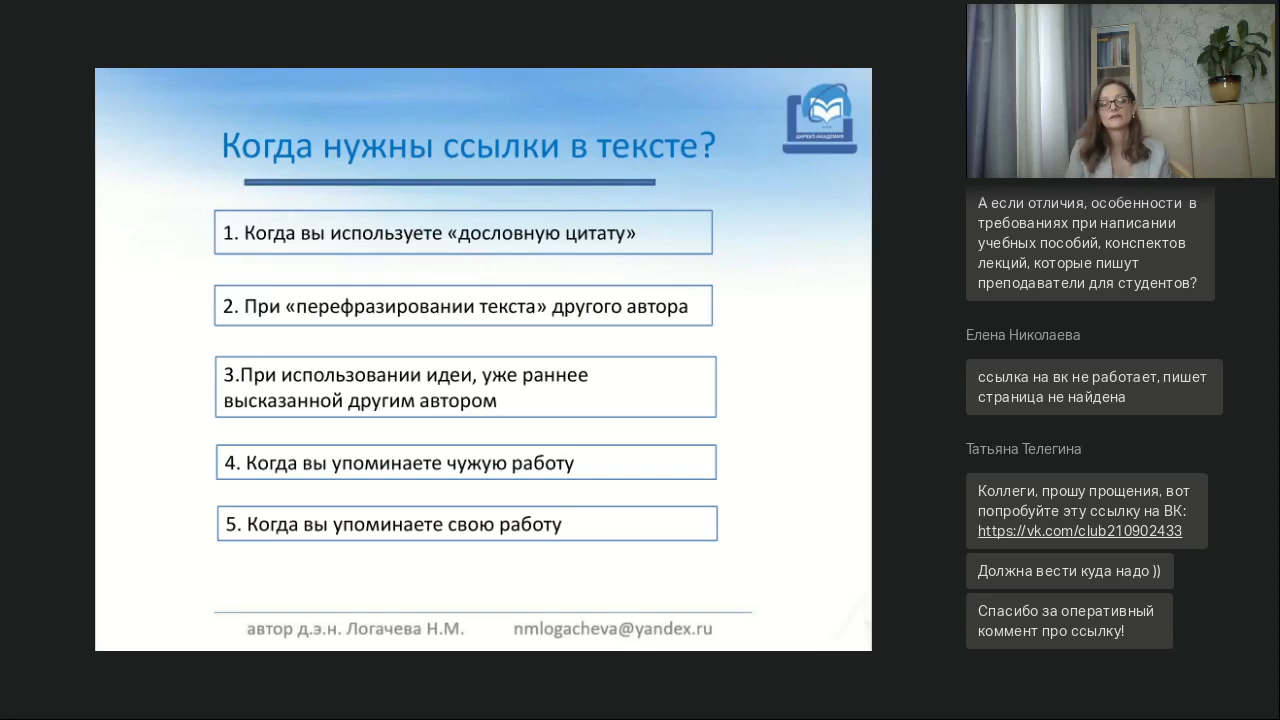 Когда нужны ссылки в тексте?
ДИРЕКТ-АКАДЕМИЯ
1. Когда вы используете «дословную цитату»
2. При «перефразировании текста» другого автора
3.При использовании идеи, уже раннее
высказанной другим автором
4. Когда вы упоминаете чужую работу
5. Когда вы упоминаете свою работу
автор д.э.н. Логачева Н.М. nmlogacheva@yandex.ru
А если отличия, особенности в
требованиях при написании
учебных пособий, конспектов
лекций, которые пишут
преподаватели для студентов?
Елена Николаева
ссылка на вк не работает, пишет
страница не найдена
Татьяна Телегина
Коллеги, прошу прощения, вот
попробуйте эту ссылку на ВК:
https://vk.com/club210902433
Должна вести куда надо ))
Спасибо за оперативный
коммент про ссылку!